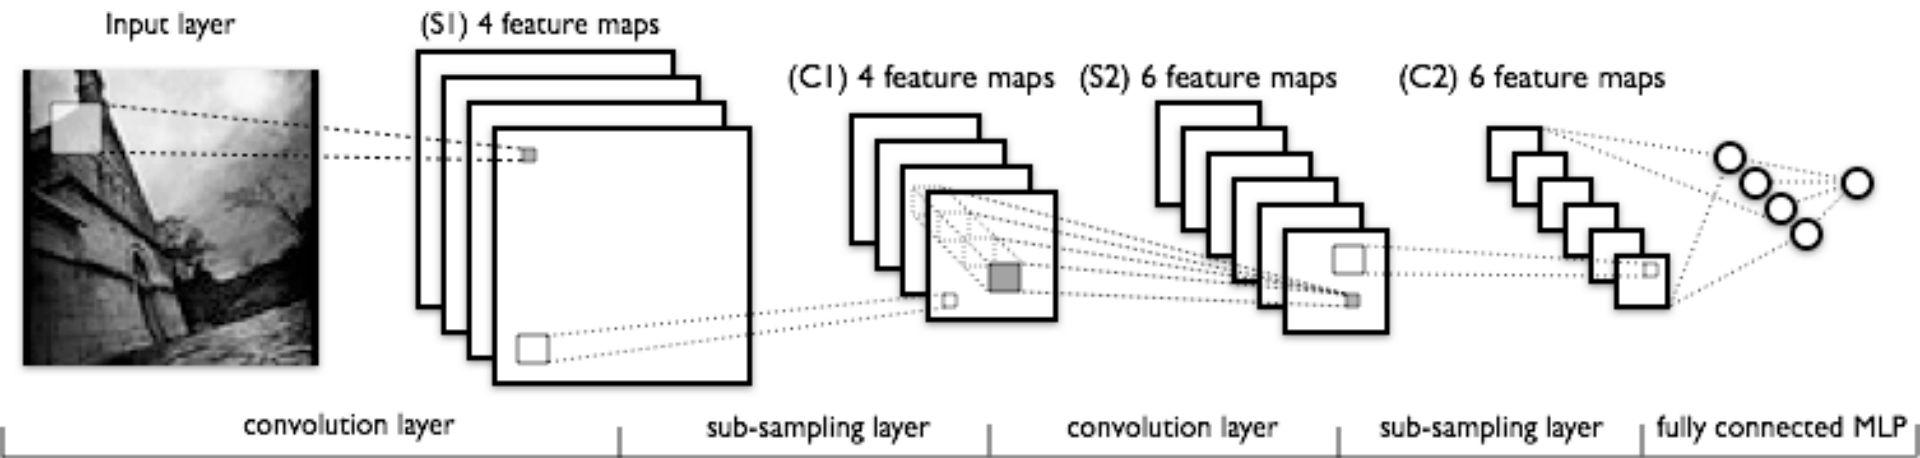 Input layer
(S1) 4 feature maps
(C1) 4 feature maps
(S2) 6 feature maps
(C2) 6 feature maps
convolution layer
sub-sampling layer
convolution layer
sub-sampling layer
fully connected MLP